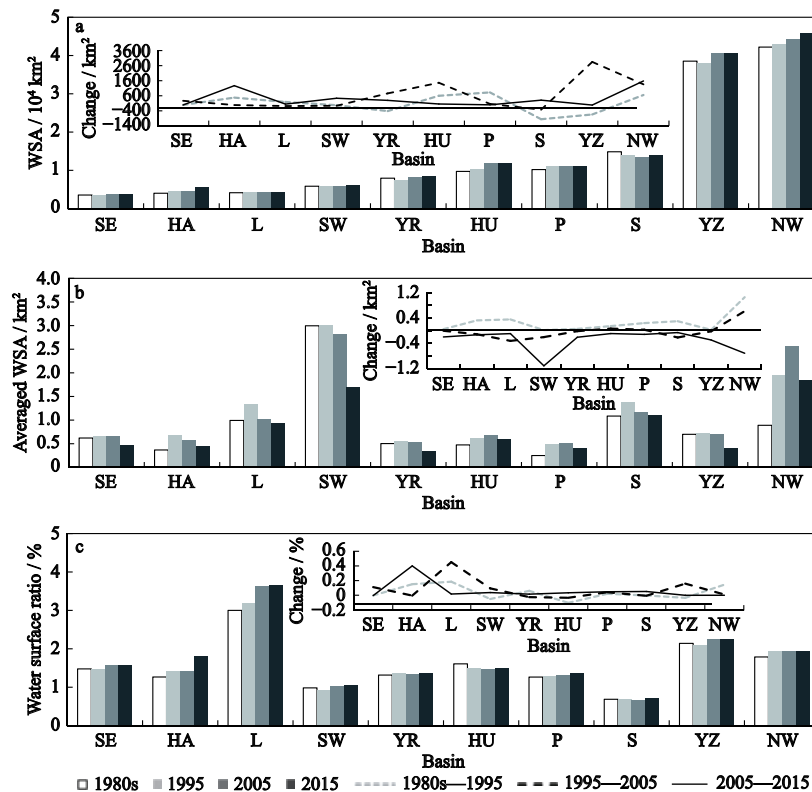 a
5
4
3
2
1
0
WSA / 10⁴ km²
3600
2600
1600
600
−400
−1400
Change / km²
SE HA L SW YR HU P S YZ NW
Basin
SE HA L SW YR HU P S YZ NW
Basin
b
4.0
3.5
3.0
2.5
2.0
1.5
1.0
0.5
0
Averaged WSA / km²
1.2
0.4
−0.4
−1.2
Change / km²
SE HA L SW YR HU P S YZ NW
Basin
SE HA L SW YR HU P S YZ NW
Basin
c
5
4
3
2
1
0
Water surface ratio / %
0.6
0.4
0.2
0
−0.2
Change / %
SE HA L SW YR HU P S YZ NW
Basin
SE HA L SW YR HU P S YZ NW
Basin
1980s 1995 2005 2015 1980s—1995 1995—2005 2005—2015